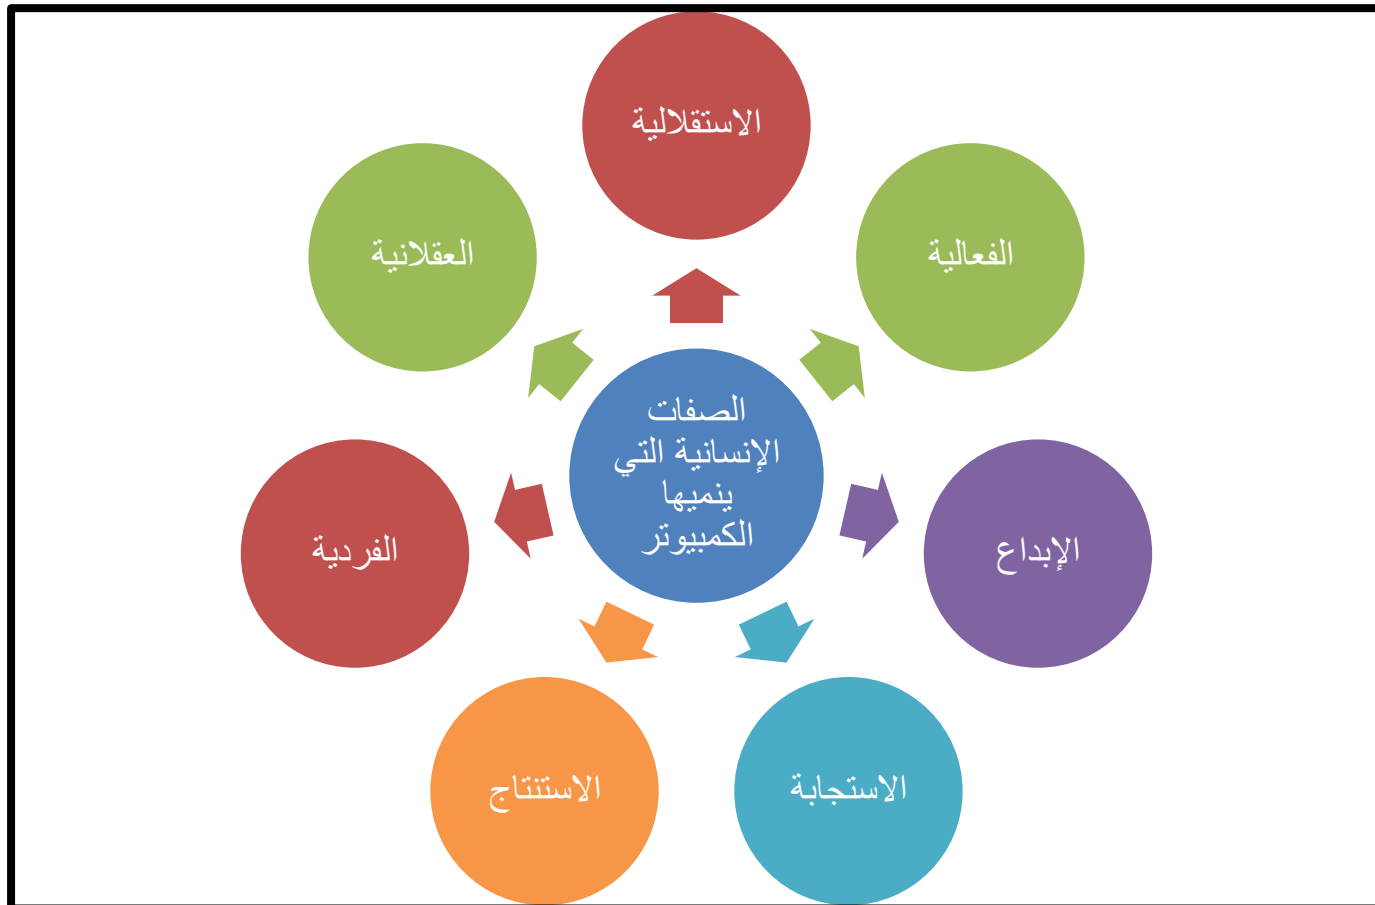 الاستقلالية
الفعالية
العقلانية
الصفات
الإنسانية التي
ينميها
الكمبيوتر
الإبداع
الفردية
الاستجابة
الاستنتاج